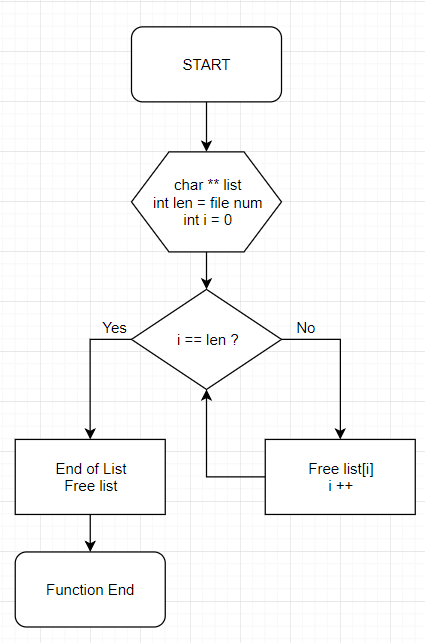 START
char ** list
int len = file num
int i = 0
i == len ?
Yes
No
End of List
Free list
Free list[i]
i ++
Function End